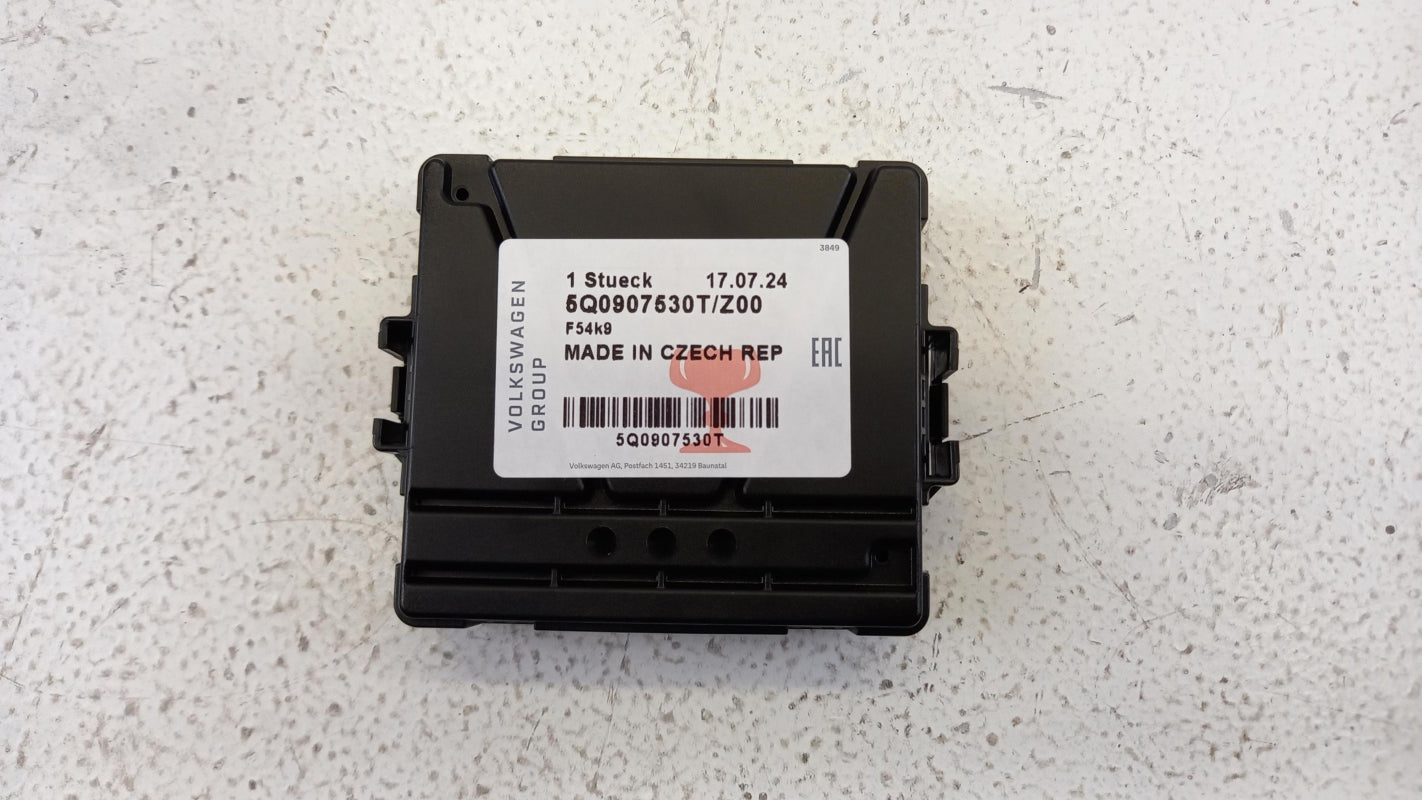 3849
VOLKSWAGEN
GROUP
1 Stueck 17.07.24
5Q0907530T/Z00
F54k9
MADE IN CZECH REP
EAC
5Q0907530T
Volkswagen AG, Postfach 1451, 34219 Baunatal